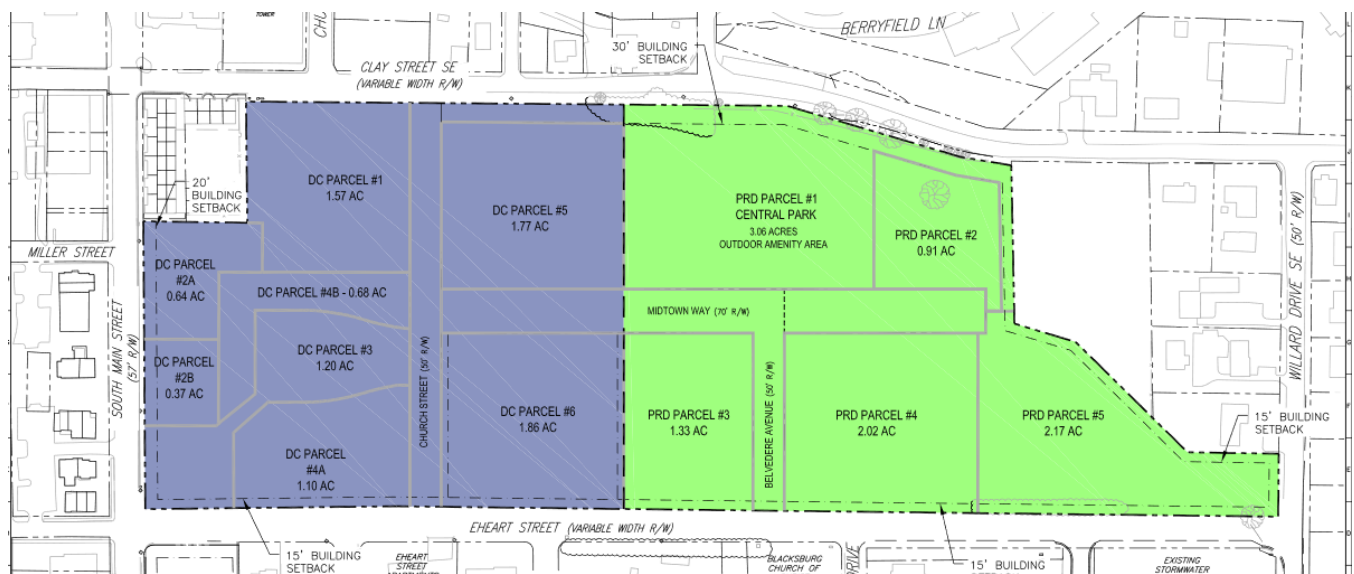 TOWER
BERRYFIELD LN
30' BUILDING
SETBACK
CLAY STREET SE
(VARIABLE WIDTH R/W)
20'
BUILDING
SETBACK
DC PARCEL #1
1.57 AC
DC PARCEL #5
1.77 AC
PRD PARCEL #1
CENTRAL PARK
3.06 ACRES
OUTDOOR AMENITY AREA
PRD PARCEL #2
0.91 AC
MILLER STREET
DC PARCEL
#2A
0.64 AC
DC PARCEL #4B - 0.68 AC
MIDTOWN WAY (70' R/W)
WILLARD DRIVE SE (50' R/W)
SOUTH MAIN STREET
(57' R/W)
DC PARCEL
#2B
0.37 AC
DC PARCEL #3
1.20 AC
CHURCH STREET (50' R/W)
DC PARCEL #6
1.86 AC
PRD PARCEL #3
1.33 AC
BELVEDERE AVENUE (50' R/W)
PRD PARCEL #4
2.02 AC
PRD PARCEL #5
2.17 AC
15' BUILDING
SETBACK
DC PARCEL
#4A
1.10 AC
EHEART STREET (VARIABLE WIDTH R/W)
15' BUILDING
SETBACK
EHEART
STREET
BLACKSBURG
CHURCH OF
DRIVE
15' BUILDING
EXISTING
STORMWATER